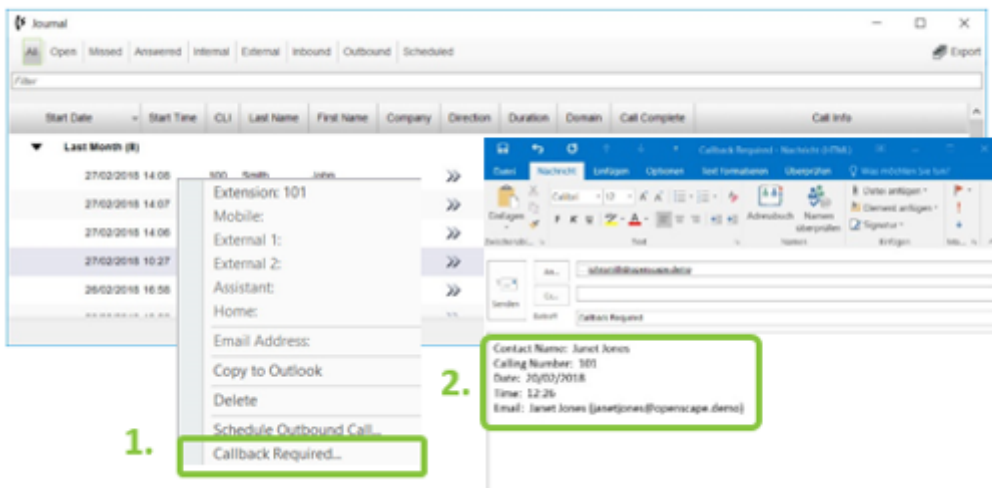 Journal
All Open Missed Answered Internal External Inbound Outbound Scheduled Export
Filter
Start Date Start Time CLI Last Name First Name Company Direction Duration Domain Call Complete Call Info
Last Month (8)
27/02/2018 14:08 100 Smith John
27/02/2018 14:07
27/02/2018 14:06
27/02/2018 10:27
26/02/2018 16:58
Extension: 101
Mobile:
External 1:
External 2:
Assistant:
Home:
Email Address:
Copy to Outlook
Delete
Schedule Outbound Call...
1.
Callback Required...
Callback Required - Nachricht (HTML)
Datei Nachricht Einfügen Optionen Text formatieren Überprüfen Was möchten Sie tun?
Calibri 12
F K U
Einfügen
Adressbuch Namen
überprüfen
Datei anfügen
Element anfügen
Signatur
Text Namen Einfügen
An...
Cc...
Senden
Betreff Callback Required
2.
Contact Name: Janet Jones
Calling Number: 101
Date: 20/02/2018
Time: 12:26
Email: Janet Jones (janetjones@openscape.demo)